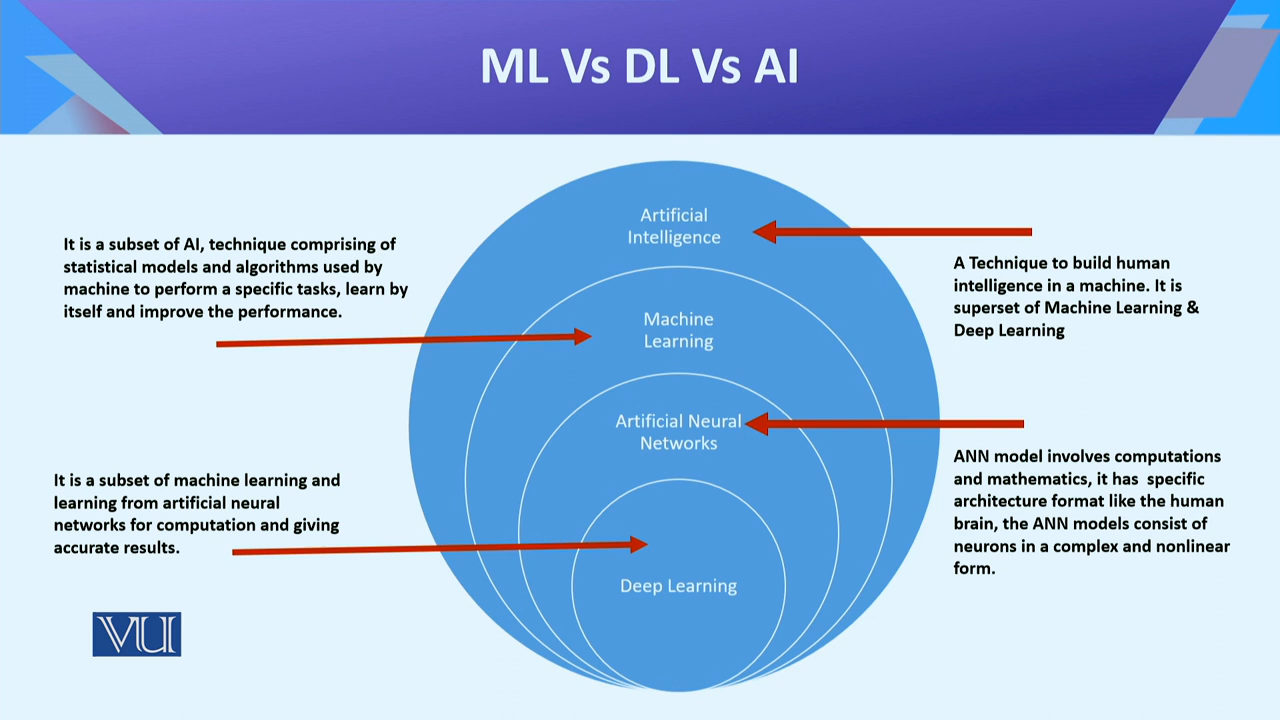 ML Vs DL Vs AI
It is a subset of AI, technique comprising of
statistical models and algorithms used by
machine to perform a specific tasks, learn by
itself and improve the performance.
It is a subset of machine learning and
learning from artificial neural
networks for computation and giving
accurate results.
Artificial
Intelligence
Machine
Learning
Artificial Neural
Networks
Deep Learning
A Technique to build human
intelligence in a machine. It is
superset of Machine Learning &
Deep Learning
ANN model involves computations
and mathematics, it has specific
architecture format like the human
brain, the ANN models consist of
neurons in a complex and nonlinear
form.
VU